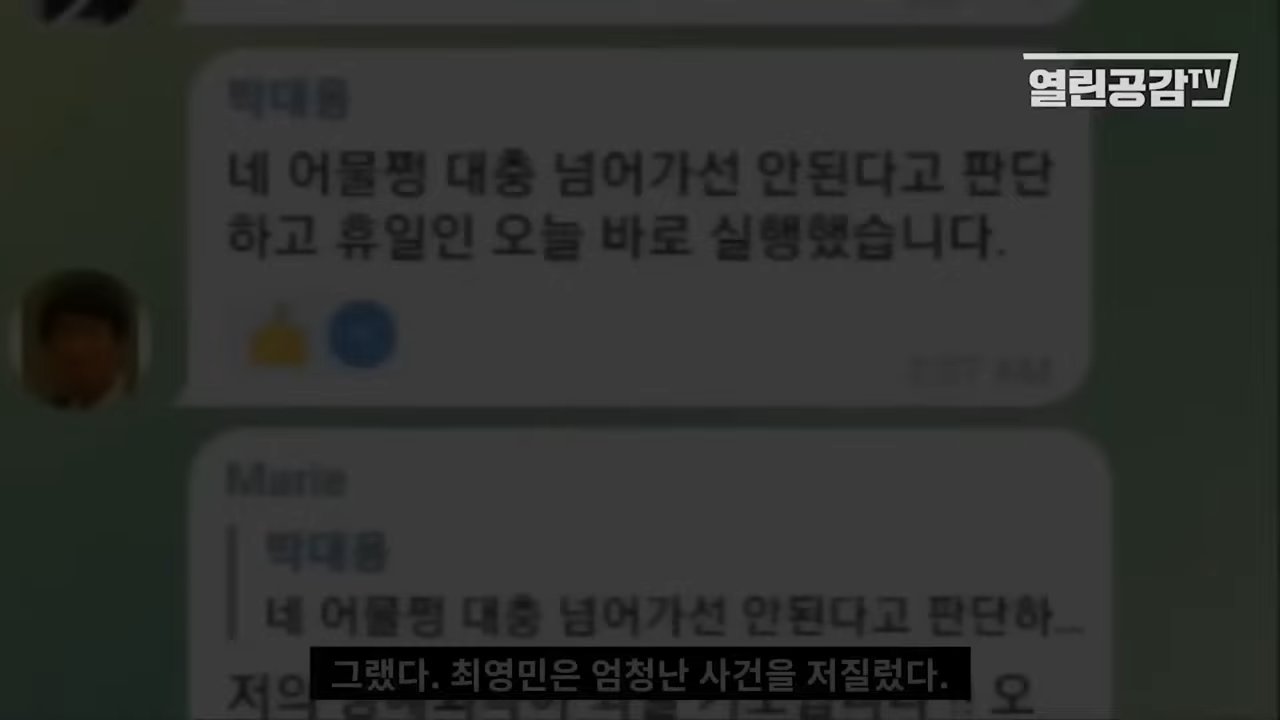 열린공감TV
박대용
네 어물쩡 대충 넘어가선 안된다고 판단
하고 휴일인 오늘 바로 실행했습니다.
Marie
박대용
네 어물쩡 대충 넘어가선 안된다고 판단하...
그랬다. 최영민은 엄청난 사건을 저질렀다.
저의
오